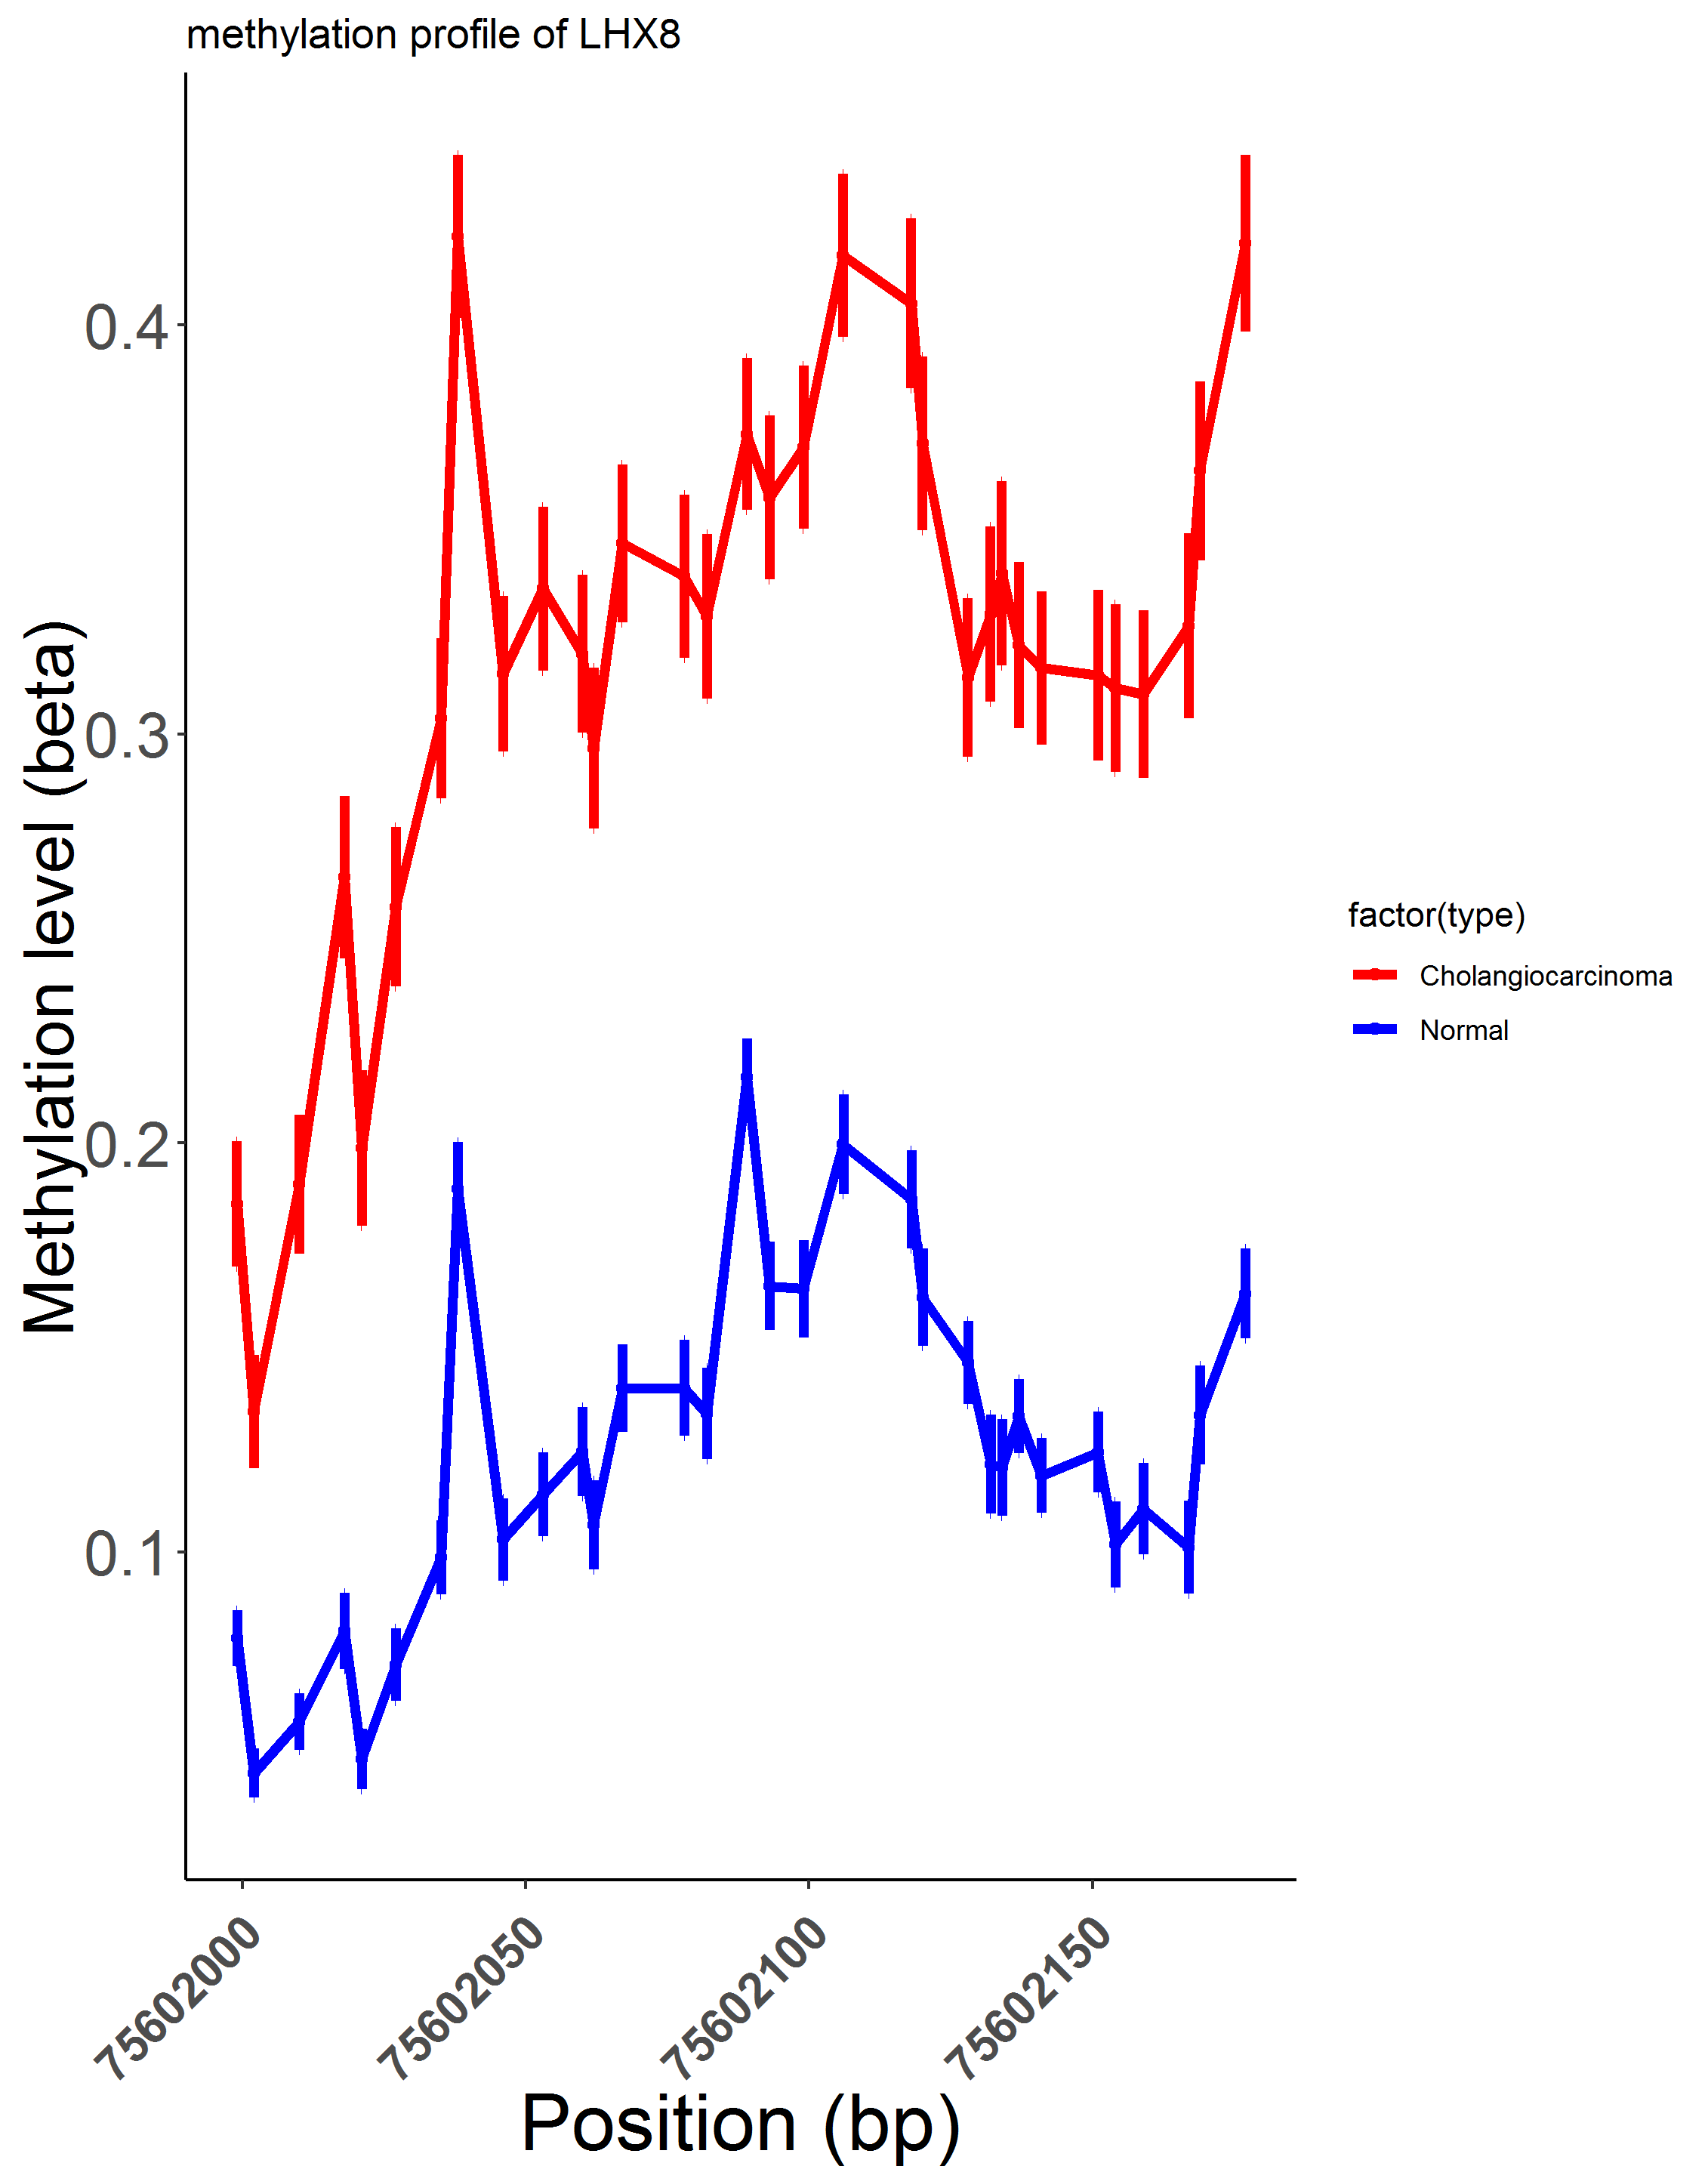 methylation profile of LHX8
Methylation level (beta)
0.4
0.3
0.2
0.1
factor(type)
Cholangiocarcinoma
Normal
75602000
75602050
75602100
75602150
Position (bp)